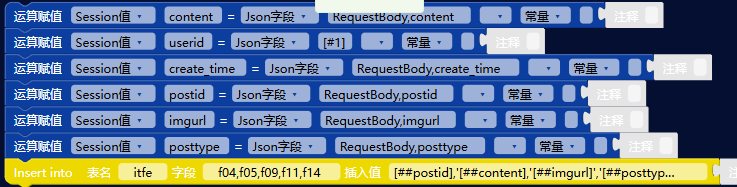 运算赋值 Session值 content = Json字段 RequestBody,content 常量 注释
运算赋值 Session值 userid = Json字段 [#1] 常量 注释
运算赋值 Session值 create_time = Json字段 RequestBody,create_time 常量 注释
运算赋值 Session值 postid = Json字段 RequestBody,postid 常量 注释
运算赋值 Session值 imgurl = Json字段 RequestBody,imgurl 常量 注释
运算赋值 Session值 posttype = Json字段 RequestBody,posttype 常量 注释
Insert into 表名 itfe 字段 f04,f05,f09,f11,f14 插入值 [##postid],'[##content],'[##imgurl]','[##posttyp... 注